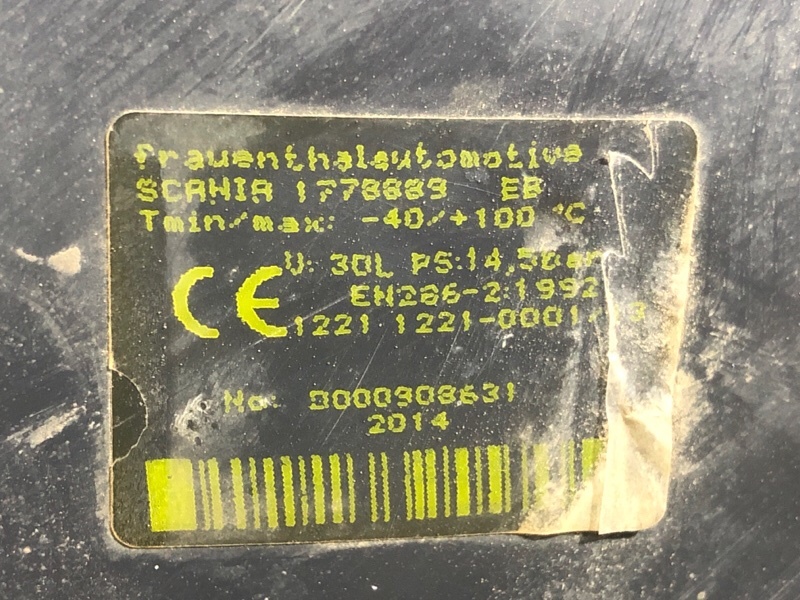 frauenthalautomotive
SCANIA 1778889 EB
Tmin/max: -40/+100 °C
V: 30L PS:14,5bar
EN286-2:1992
CE
1221 1221-0001/
No: D000908631
2014